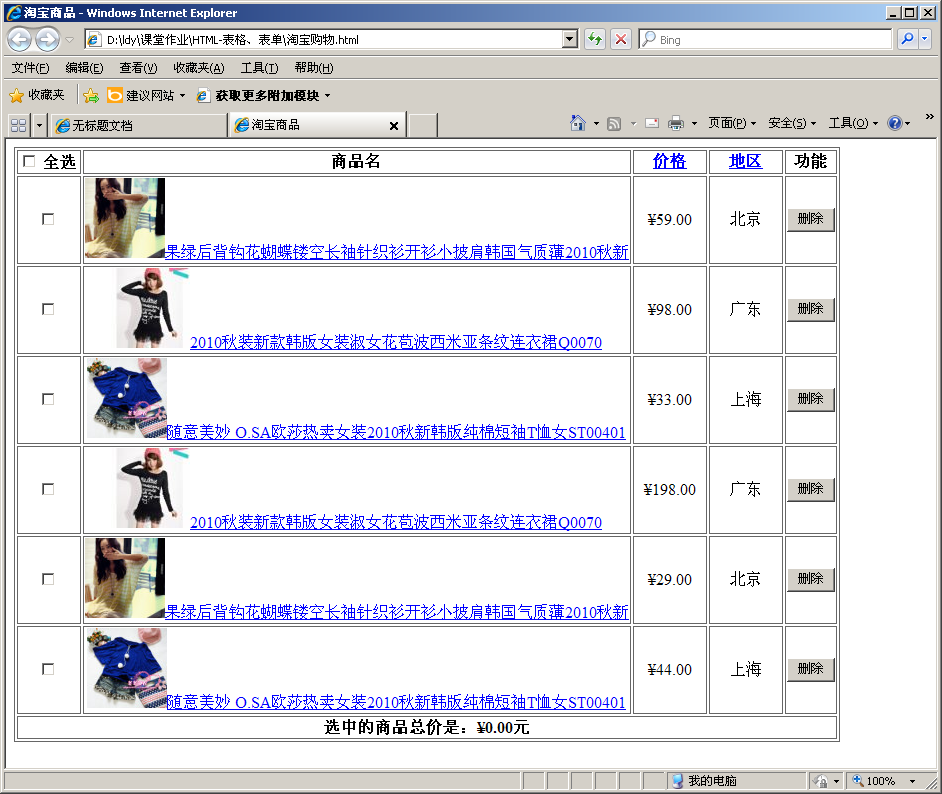 淘宝商品 - Windows Internet Explorer
D:\ldy\课堂作业\HTML-表格、表单\淘宝购物.html
Bing
文件(F) 编辑(E) 查看(V) 收藏夹(A) 工具(T) 帮助(H)
收藏夹 建议网站 获取更多附加模块
无标题文档 淘宝商品 页面(P) 安全(S) 工具(O) »
全选 商品名 价格 地区 功能
果绿后背钩花蝴蝶镂空长袖针织衫开衫小披肩韩国气质薄2010秋新 ¥59.00 北京 删除
2010秋装新款韩版女装淑女花苞波西米亚条纹连衣裙Q0070 ¥98.00 广东 删除
随意美妙 O.SA欧莎热卖女装2010秋新韩版纯棉短袖T恤女ST00401 ¥33.00 上海 删除
2010秋装新款韩版女装淑女花苞波西米亚条纹连衣裙Q0070 ¥198.00 广东 删除
果绿后背钩花蝴蝶镂空长袖针织衫开衫小披肩韩国气质薄2010秋新 ¥29.00 北京 删除
随意美妙 O.SA欧莎热卖女装2010秋新韩版纯棉短袖T恤女ST00401 ¥44.00 上海 删除
选中的商品总价是：¥0.00元
我的电脑 100%